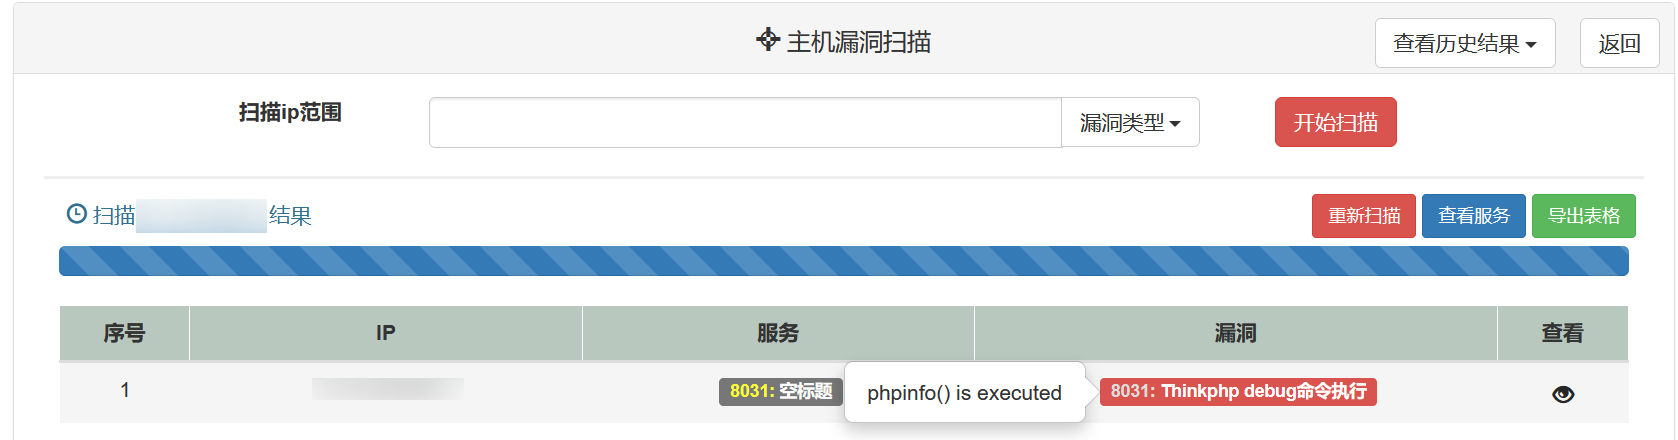 主机漏洞扫描
查看历史结果
返回
扫描ip范围
漏洞类型
开始扫描
扫描
结果
重新扫描
查看服务
导出表格
序号 IP 服务 漏洞 查看
1 8031: 空标题 phpinfo() is executed 8031: Thinkphp debug命令执行